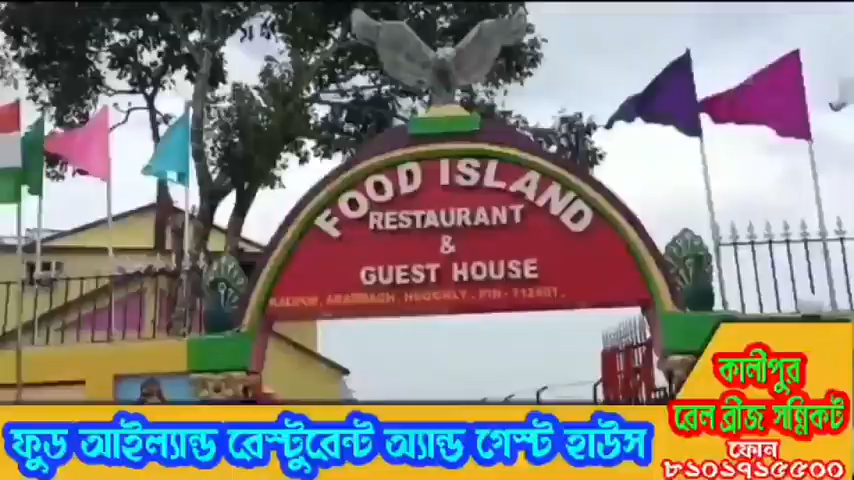 FOOD ISLAND
RESTAURANT
&
GUEST HOUSE
KALIPUR, ARAMBAGH, HOOGHLY, PIN - 712601.
কালীপুর
রেল ব্রীজ সন্নিকট
ফোন
৮১০১৭১৫৫০০
ফুড আইল্যান্ড রেস্টুরেন্ট অ্যান্ড গেস্ট হাউস